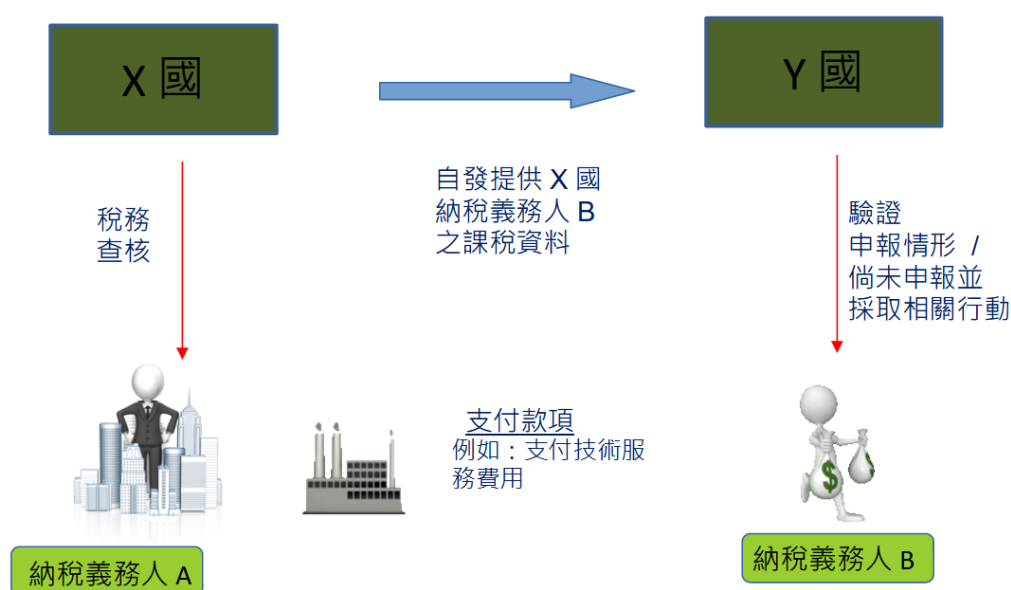 X 國
Y 國
自發提供 X 國
納稅義務人 B
之課稅資料
稅務
查核
驗證
申報情形 /
倘未申報並
採取相關行動
支付款項
例如：支付技術服
務費用
納稅義務人 A
納稅義務人 B